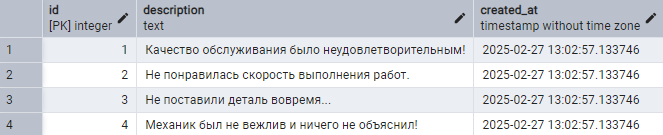 id description created_at
[PK] integer text timestamp without time zone
1 1 Качество обслуживания было неудовлетворительным! 2025-02-27 13:02:57.133746
2 2 Не понравилась скорость выполнения работ. 2025-02-27 13:02:57.133746
3 3 Не поставили деталь вовремя... 2025-02-27 13:02:57.133746
4 4 Механик был не вежлив и ничего не объяснил! 2025-02-27 13:02:57.133746